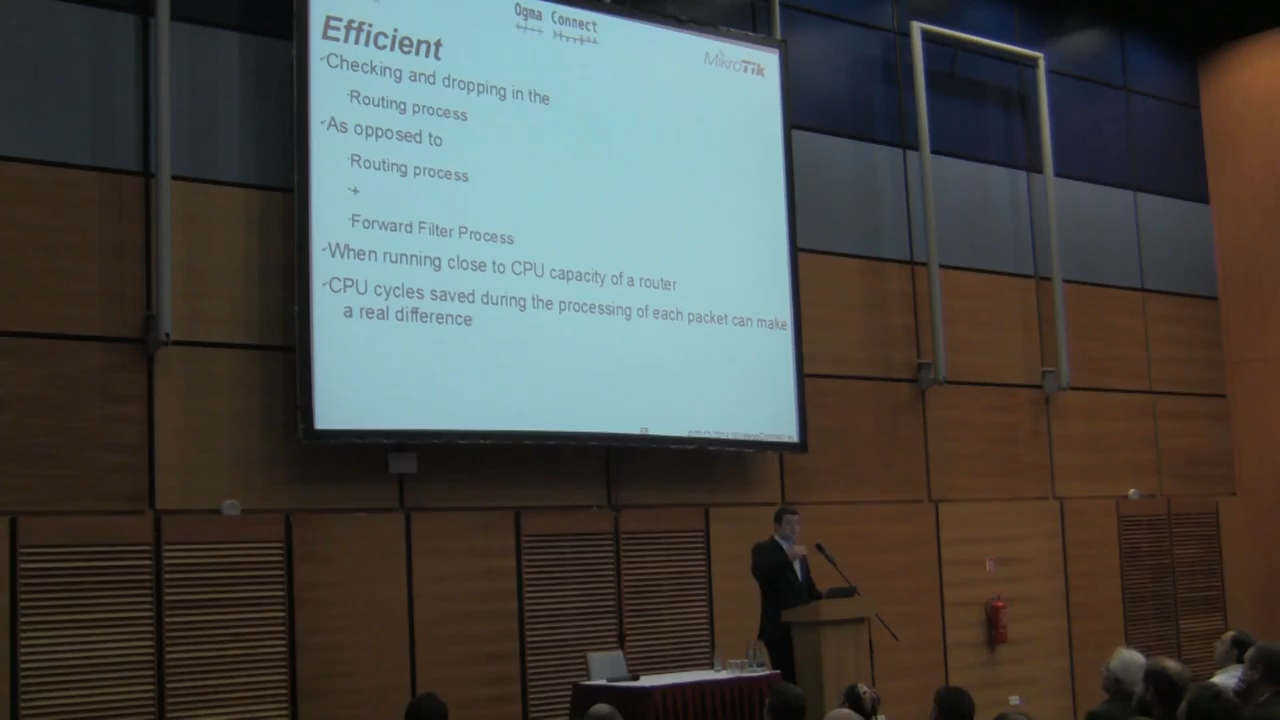 Ogma Connect
MikroTik
Efficient
Checking and dropping in the
Routing process
As opposed to
Routing process
+
Forward Filter Process
When running close to CPU capacity of a router
CPU cycles saved during the processing of each packet can make
a real difference